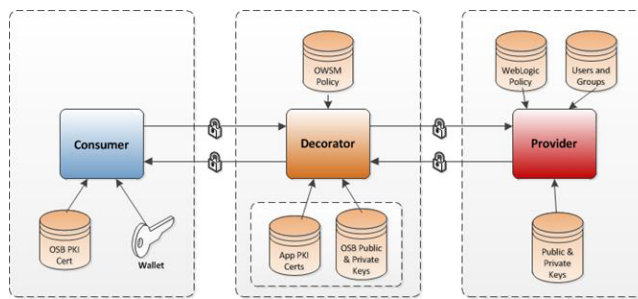 OWSM
Policy
WebLogic
Policy
Users and
Groups
Consumer
Decorator
Provider
OSB PKI
Cert
Wallet
App PKI
Certs
OSB Public
& Private
Keys
Public &
Private
Keys